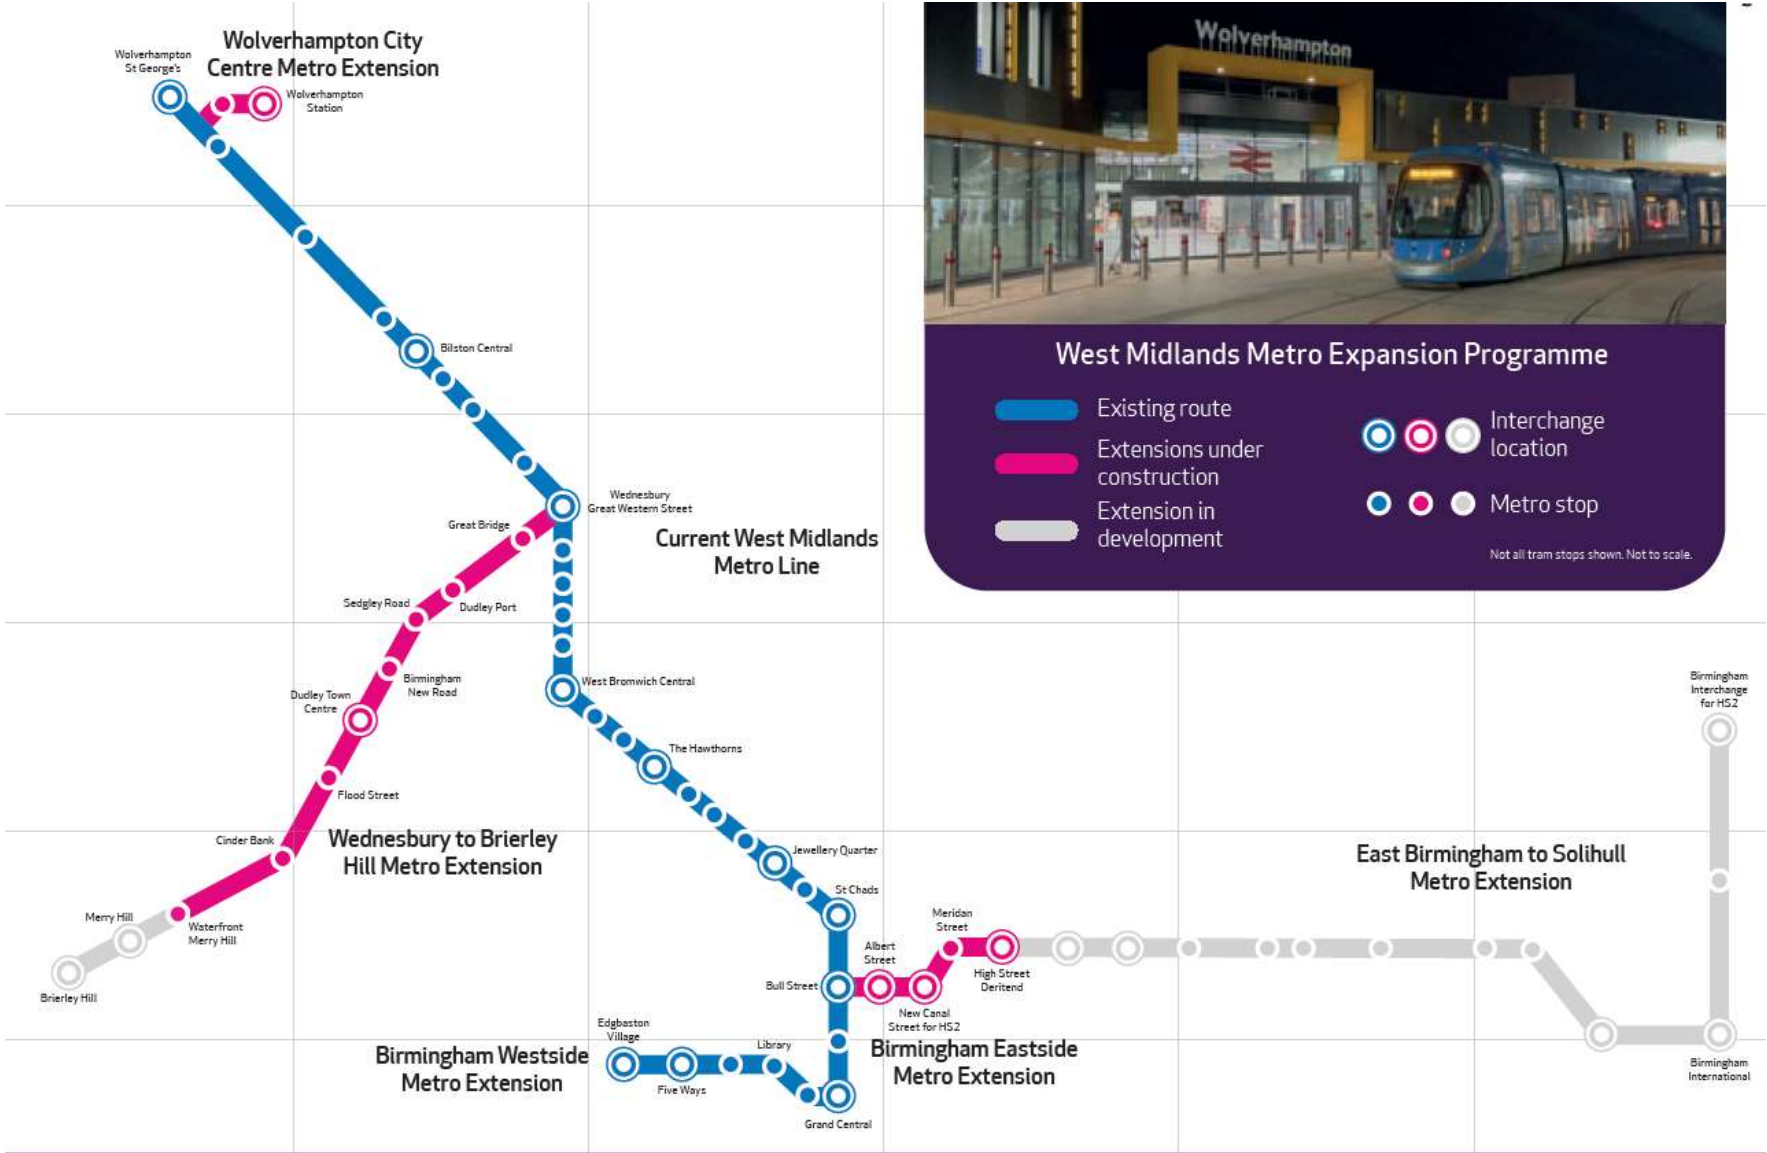 Wolverhampton City
Centre Metro Extension
Wolverhampton
St George's
Wolverhampton
Station
Bilston Central
Wednesbury
Great Western Street
Great Bridge
Current West Midlands
Metro Line
Sedgley Road
Dudley Port
Birmingham
New Road
Dudley Town
Centre
West Bromwich Central
The Hawthorns
Flood Street
Cinder Bank
Wednesbury to Brierley
Hill Metro Extension
Jewellery Quarter
St Chads
Merry Hill
Waterfront
Merry Hill
Brierley Hill
Meridan
Street
Albert
Street
High Street
Deritend
Bull Street
New Canal
Street for HS2
Edgbaston
Village
Library
Birmingham Westside
Metro Extension
Five Ways
Birmingham Eastside
Metro Extension
Grand Central
East Birmingham to Solihull
Metro Extension
Birmingham
Interchange
for HS2
Birmingham
International
Wolverhampton
West Midlands Metro Expansion Programme
Existing route
Extensions under
construction
Extension in
development
Interchange
location
Metro stop
Not all tram stops shown. Not to scale.